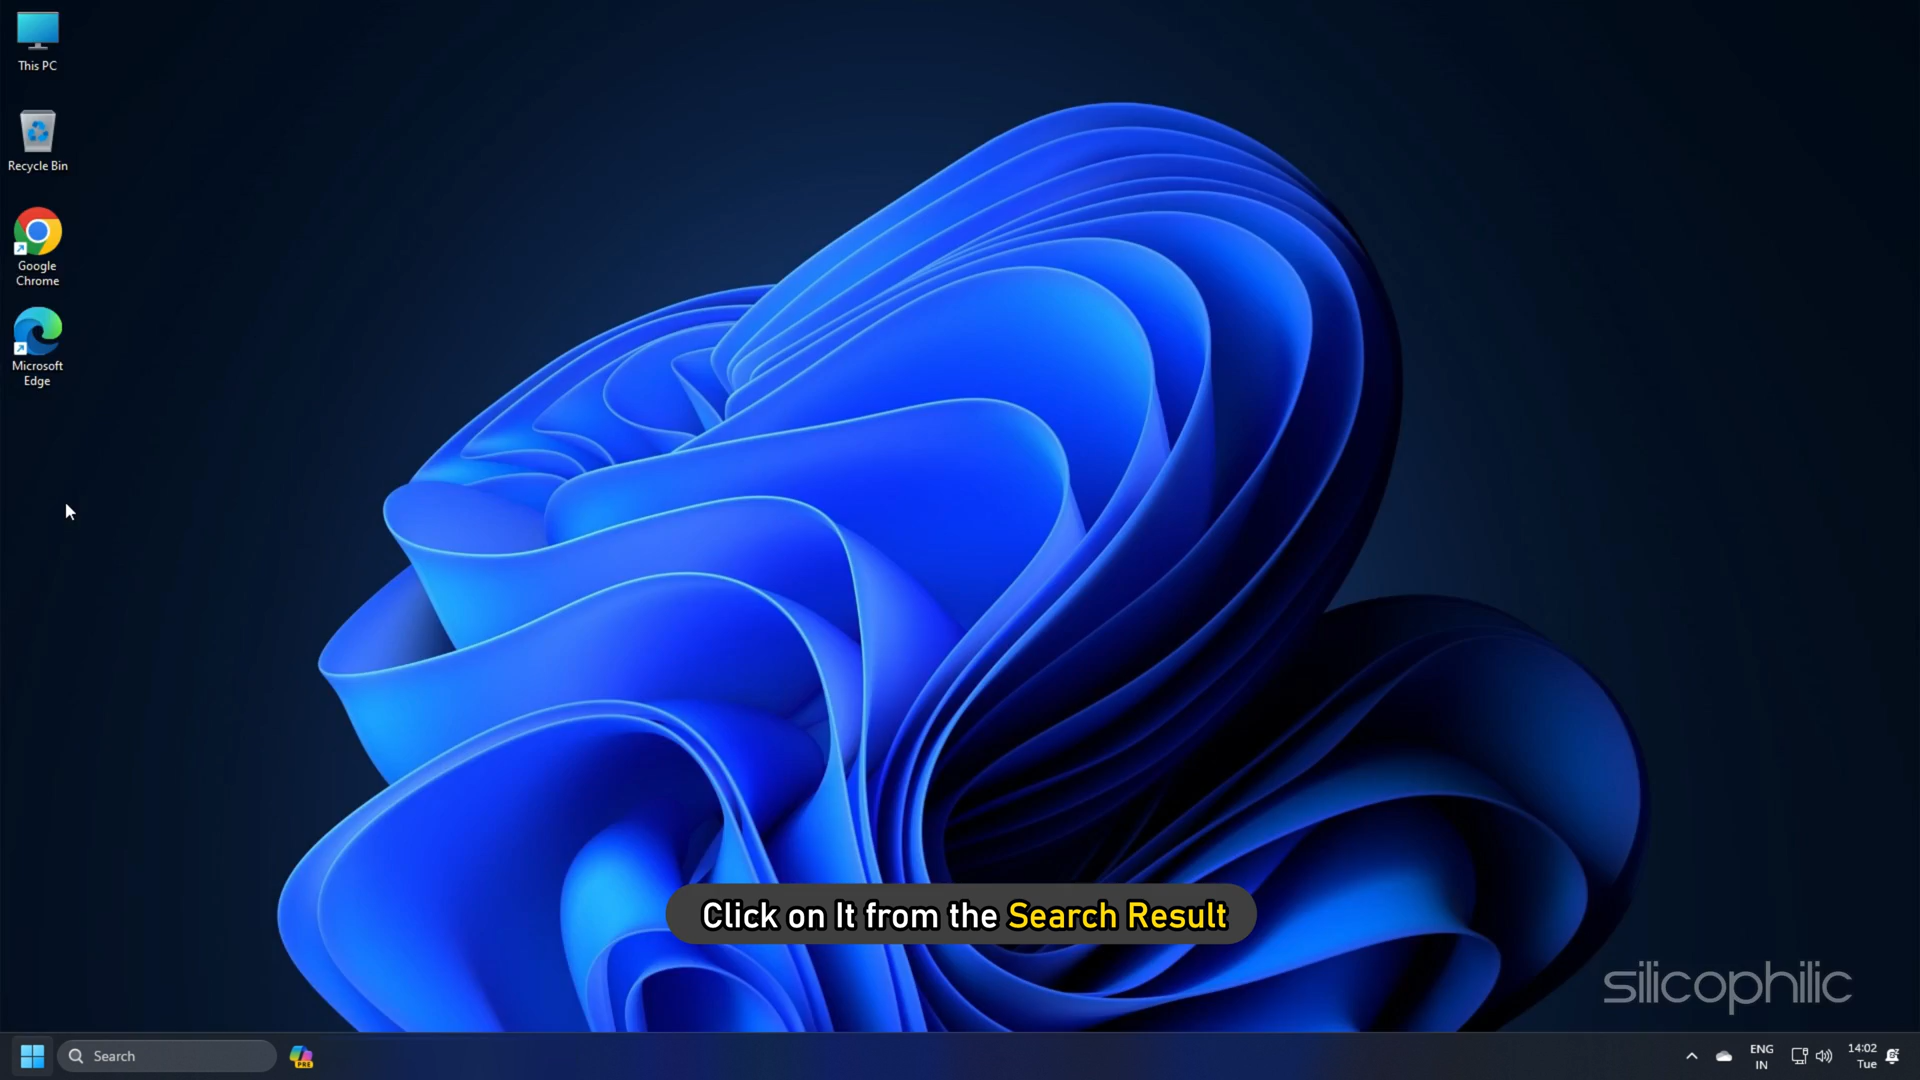 This PC
Recycle Bin
Google
Chrome
Microsoft
Edge
Click on It from the Search Result
silicophilic
Search
PRE
ENG
IN
14:02
Tue